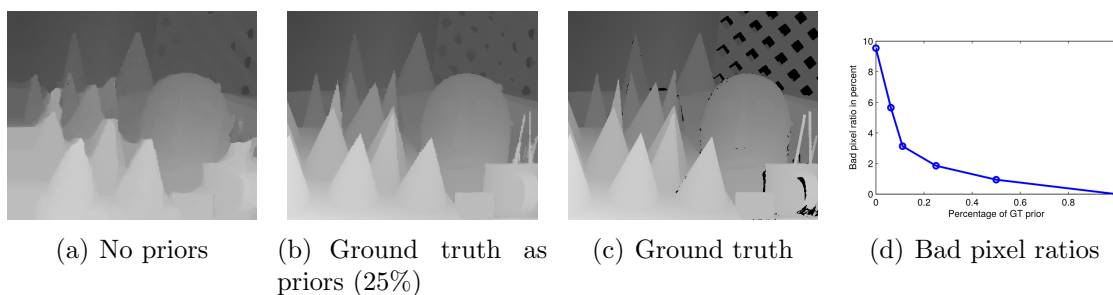 10
8
6
4
2
0
Bad pixel ratio in percent
0 0.2 0.4 0.6 0.8
Percentage of GT prior
(a) No priors
(b) Ground truth as
priors (25%)
(c) Ground truth
(d) Bad pixel ratios